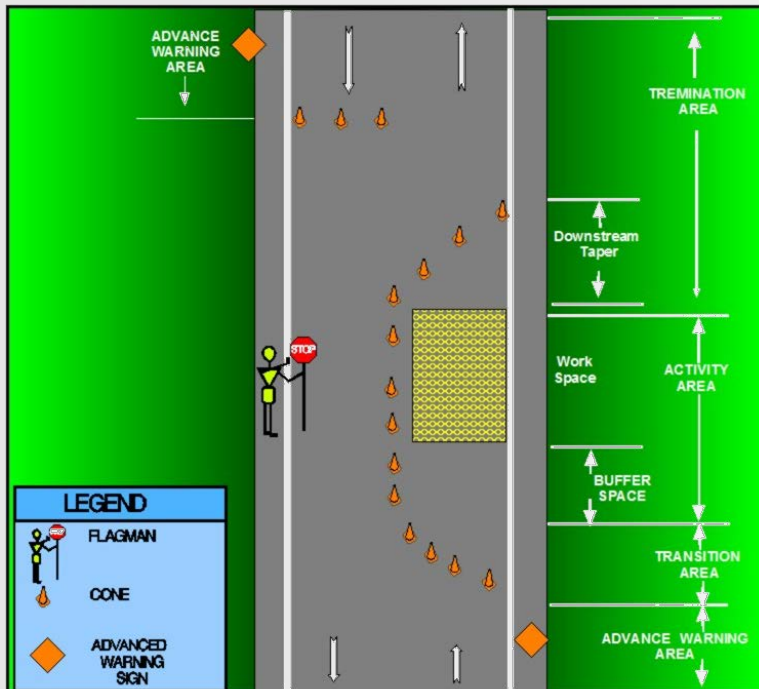 ADVANCE
WARNING
AREA
TREMINATION
AREA
Downstream
Taper
STOP
Work
Space
ACTIVITY
AREA
BUFFER
SPACE
TRANSITION
AREA
ADVANCE WARNING
AREA
LEGEND
FLAGMAN
CONE
ADVANCED
WARNING
SIGN